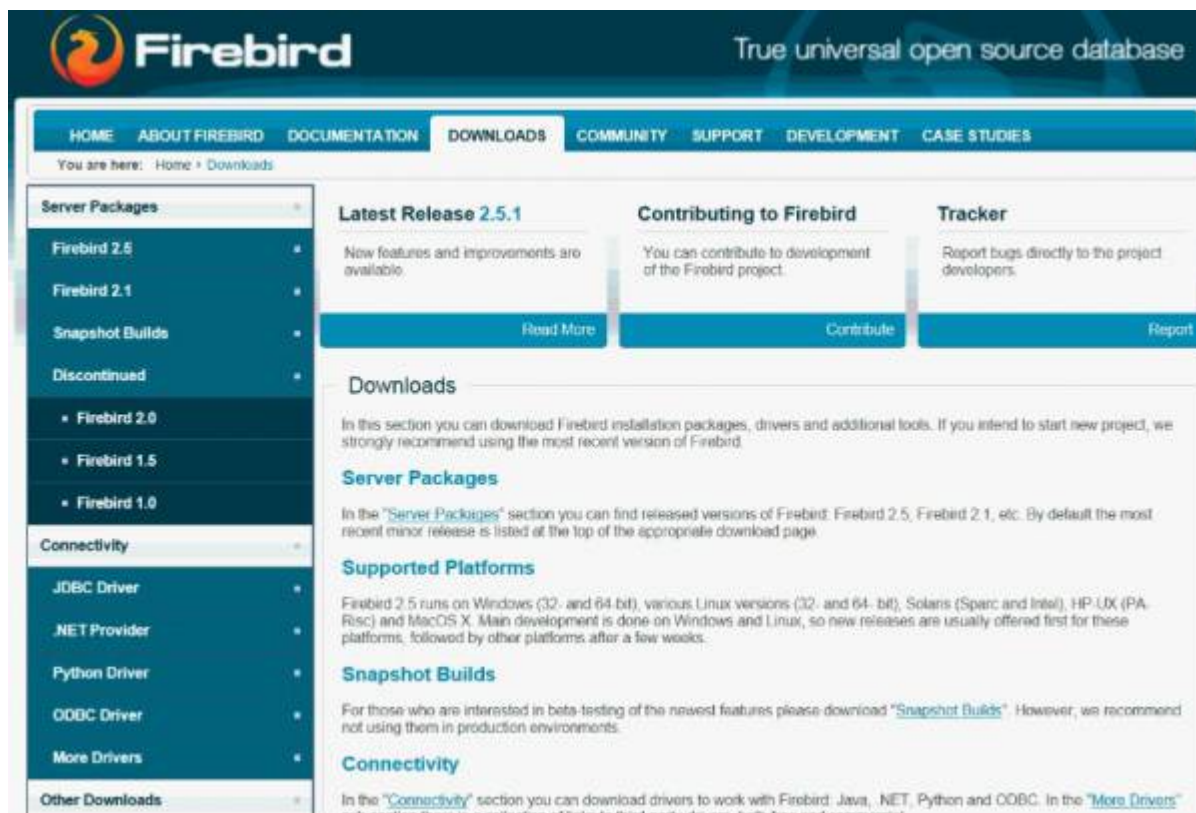 Firebird
True universal open source database
HOME ABOUT FIREBIRD DOCUMENTATION DOWNLOADS COMMUNITY SUPPORT DEVELOPMENT CASE STUDIES
You are here: Home › Downloads
Server Packages
Firebird 2.5
Firebird 2.1
Snapshot Builds
Discontinued
Firebird 2.0
Firebird 1.5
Firebird 1.0
Connectivity
JDBC Driver
.NET Provider
Python Driver
ODBC Driver
More Drivers
Other Downloads
Latest Release 2.5.1
New features and improvements are
available.
Read More
Contributing to Firebird
You can contribute to development
of the Firebird project.
Contribute
Tracker
Report bugs directly to the project
developers.
Report
Downloads
In this section you can download Firebird installation packages, drivers and additional tools. If you intend to start new project, we
strongly recommend using the most recent version of Firebird.
Server Packages
In the "Server Packages" section you can find released versions of Firebird: Firebird 2.5, Firebird 2.1, etc. By default the most
recent minor release is listed at the top of the appropriate download page.
Supported Platforms
Firebird 2.5 runs on Windows (32- and 64-bit), various Linux versions (32- and 64- bit), Solaris (Sparc and Intel), HP-UX (PA-
Risc) and MacOS X. Main development is done on Windows and Linux, so new releases are usually offered first for these
platforms, followed by other platforms after a few weeks.
Snapshot Builds
For those who are interested in beta-testing of the newest features please download "Snapshot Builds". However, we recommend
not using them in production environments.
Connectivity
In the "Connectivity" section you can download drivers to work with Firebird: Java, .NET, Python and ODBC. In the "More Drivers"